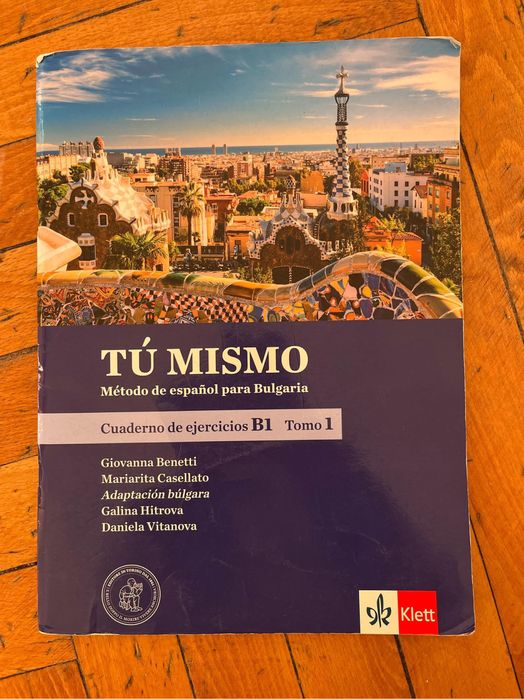 TÚ MISMO
Método de español para Bulgaria
Cuaderno de ejercicios B1 Tomo 1
Giovanna Benetti
Mariarita Casellato
Adaptación búlgara
Galina Hitrova
Daniela Vitanova
Klett